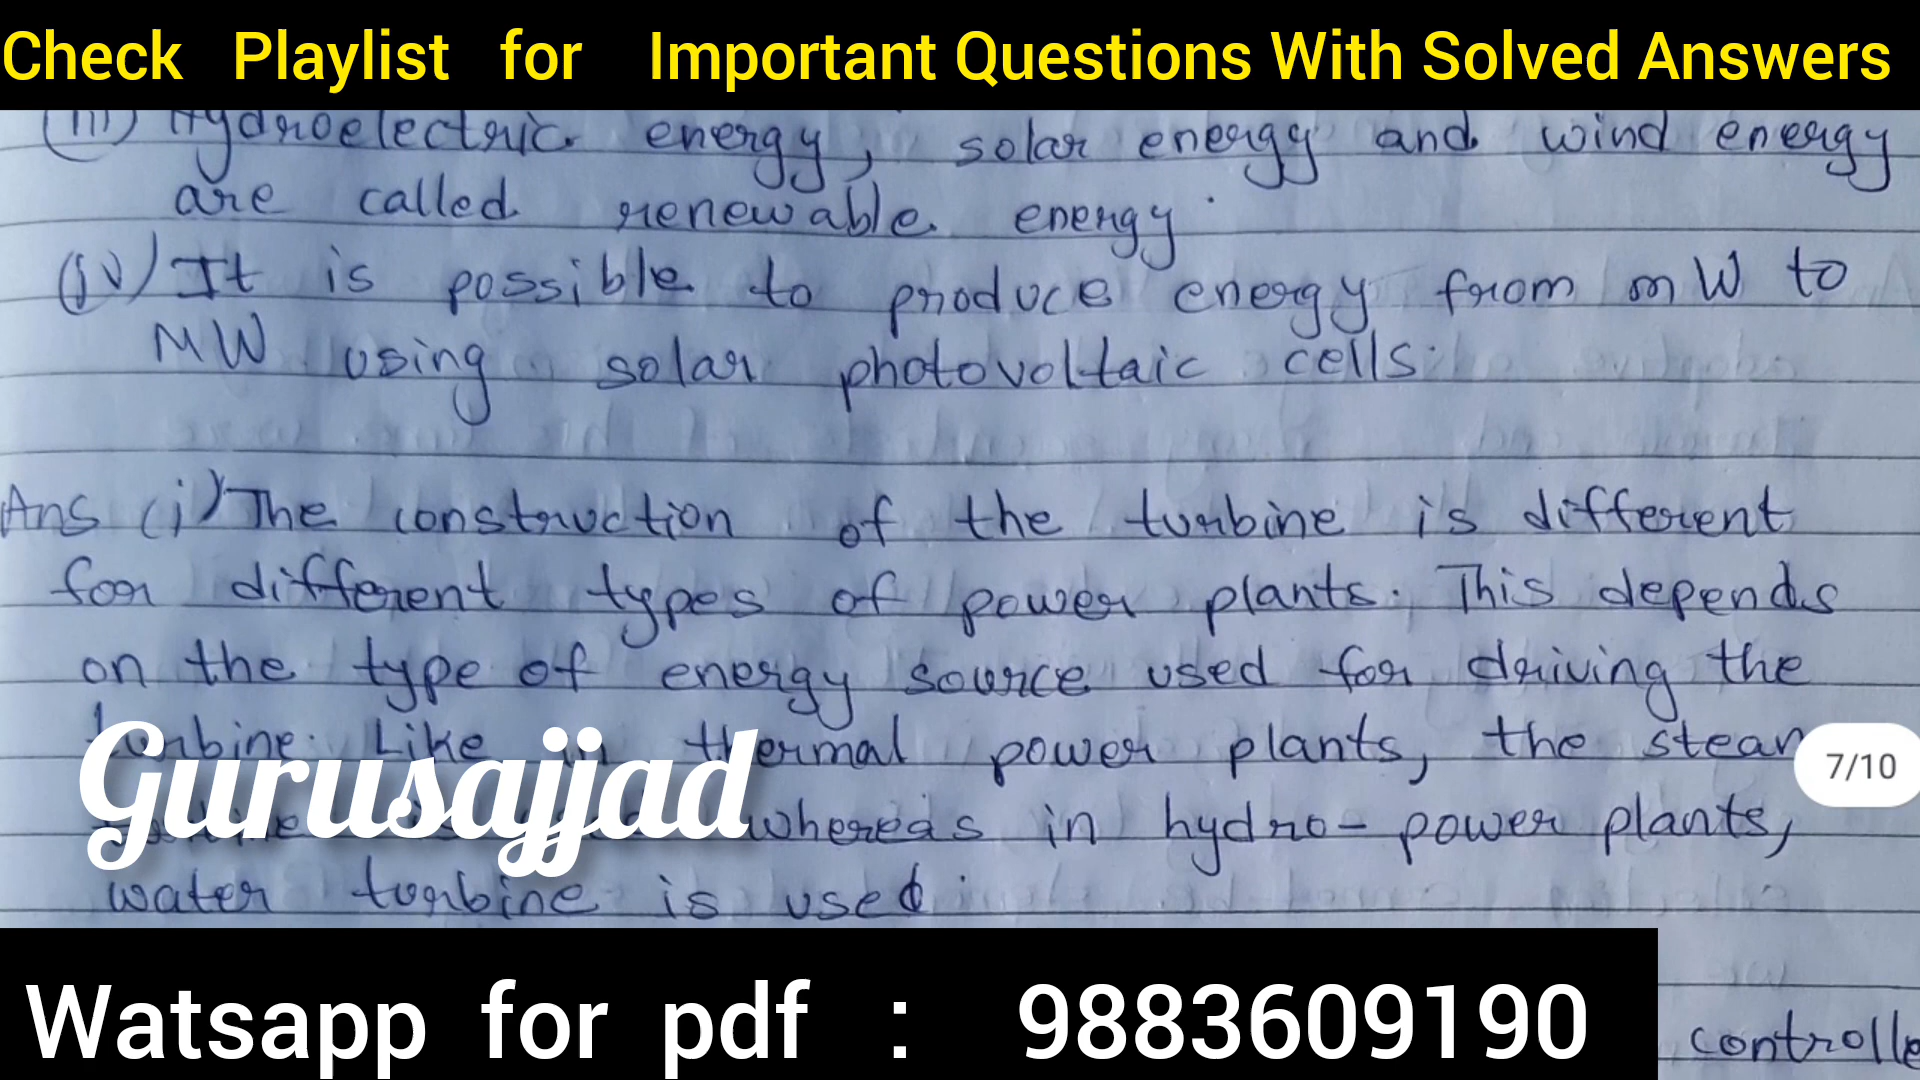 Check Playlist for Important Questions With Solved Answers
(iii) Hydroelectric energy, solar energy and wind energy
are called renewable energy.
(iv) It is possible to produce energy from mW to
MW using solar photovoltaic cells.
Ans (i) The construction of the turbine is different
for different types of power plants. This depends
on the type of energy source used for driving the
turbine. Like in thermal power plants, the steam
Gurusajjad
7/10
whereas in hydro-power plants,
water turbine is used.
Watsapp for pdf : 9883609190
controlle